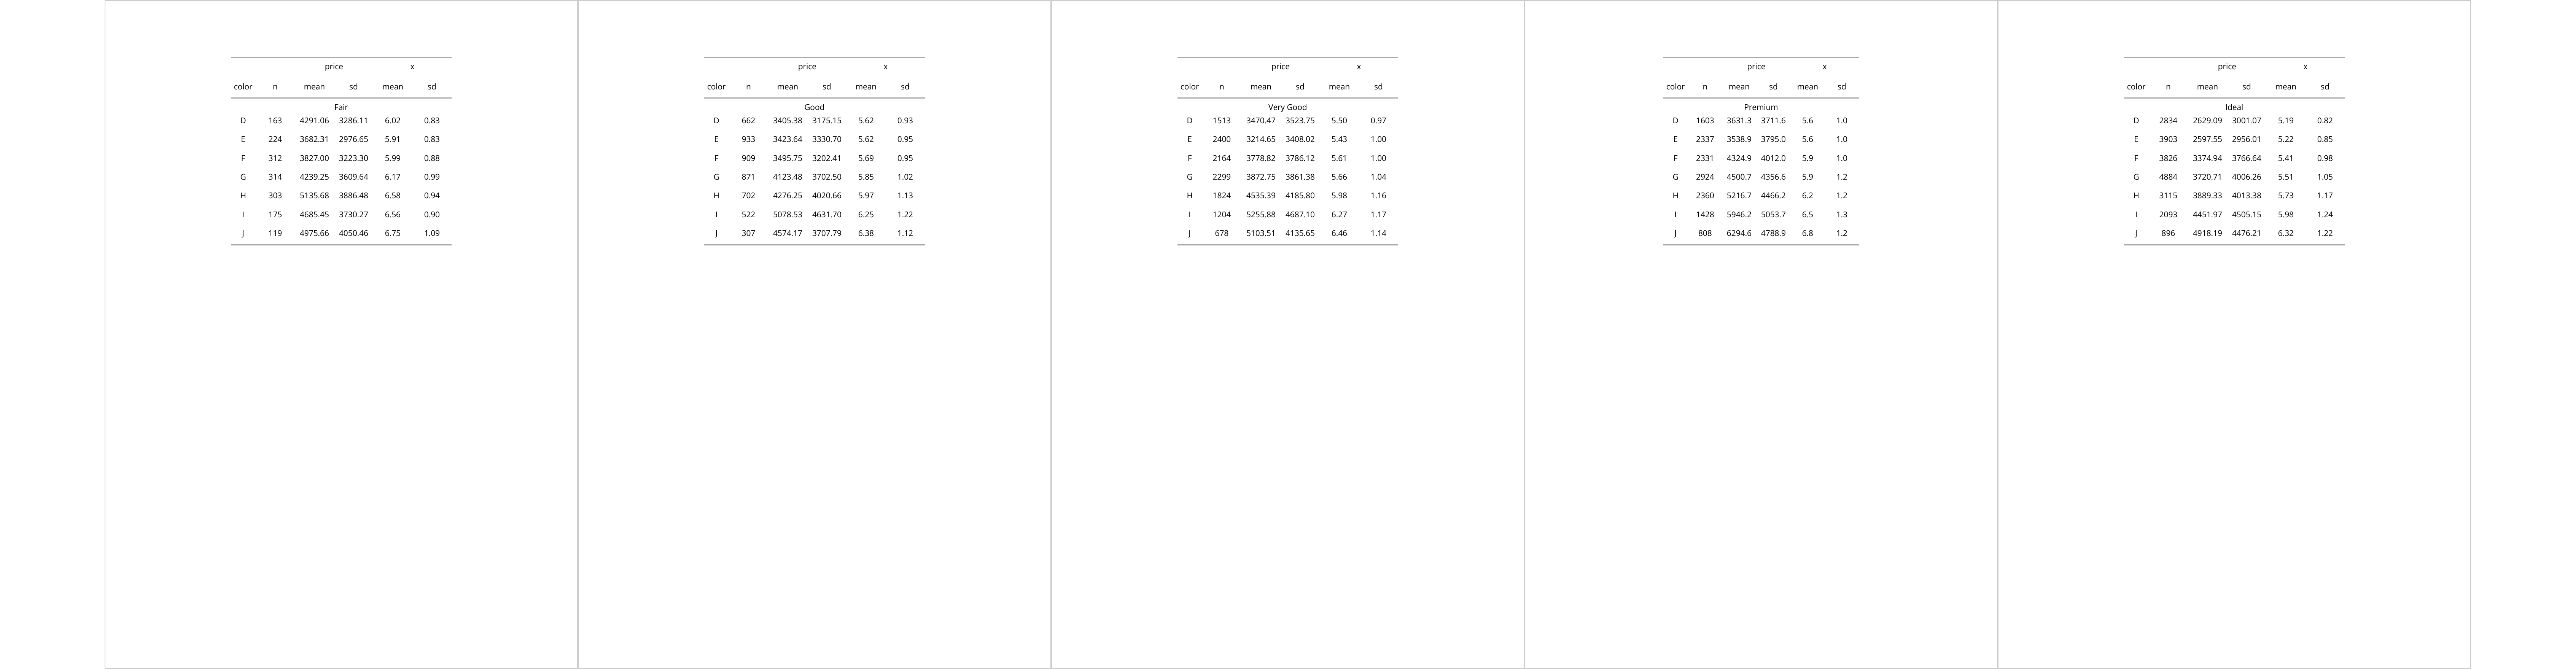 price x
color n mean sd mean sd
Fair
D 163 4291.06 3286.11 6.02 0.83
E 224 3682.31 2976.65 5.91 0.83
F 312 3827.00 3223.30 5.99 0.88
G 314 4239.25 3609.64 6.17 0.99
H 303 5135.68 3886.48 6.58 0.94
I 175 4685.45 3730.27 6.56 0.90
J 119 4975.66 4050.46 6.75 1.09
price x
color n mean sd mean sd
Good
D 662 3405.38 3175.15 5.62 0.93
E 933 3423.64 3330.70 5.62 0.95
F 909 3495.75 3202.41 5.69 0.95
G 871 4123.48 3702.50 5.85 1.02
H 702 4276.25 4020.66 5.97 1.13
I 522 5078.53 4631.70 6.25 1.22
J 307 4574.17 3707.79 6.38 1.12
price x
color n mean sd mean sd
Very Good
D 1513 3470.47 3523.75 5.50 0.97
E 2400 3214.65 3408.02 5.43 1.00
F 2164 3778.82 3786.12 5.61 1.00
G 2299 3872.75 3861.38 5.66 1.04
H 1824 4535.39 4185.80 5.98 1.16
I 1204 5255.88 4687.10 6.27 1.17
J 678 5103.51 4135.65 6.46 1.14
price x
color n mean sd mean sd
Premium
D 1603 3631.3 3711.6 5.6 1.0
E 2337 3538.9 3795.0 5.6 1.0
F 2331 4324.9 4012.0 5.9 1.0
G 2924 4500.7 4356.6 5.9 1.2
H 2360 5216.7 4466.2 6.2 1.2
I 1428 5946.2 5053.7 6.5 1.3
J 808 6294.6 4788.9 6.8 1.2
price x
color n mean sd mean sd
Ideal
D 2834 2629.09 3001.07 5.19 0.82
E 3903 2597.55 2956.01 5.22 0.85
F 3826 3374.94 3766.64 5.41 0.98
G 4884 3720.71 4006.26 5.51 1.05
H 3115 3889.33 4013.38 5.73 1.17
I 2093 4451.97 4505.15 5.98 1.24
J 896 4918.19 4476.21 6.32 1.22